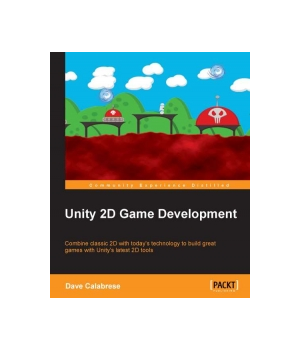 Community Experience Distilled
Unity 2D Game Development
Combine classic 2D with today's technology to build great
games with Unity's latest 2D tools
Dave Calabrese
PACKT